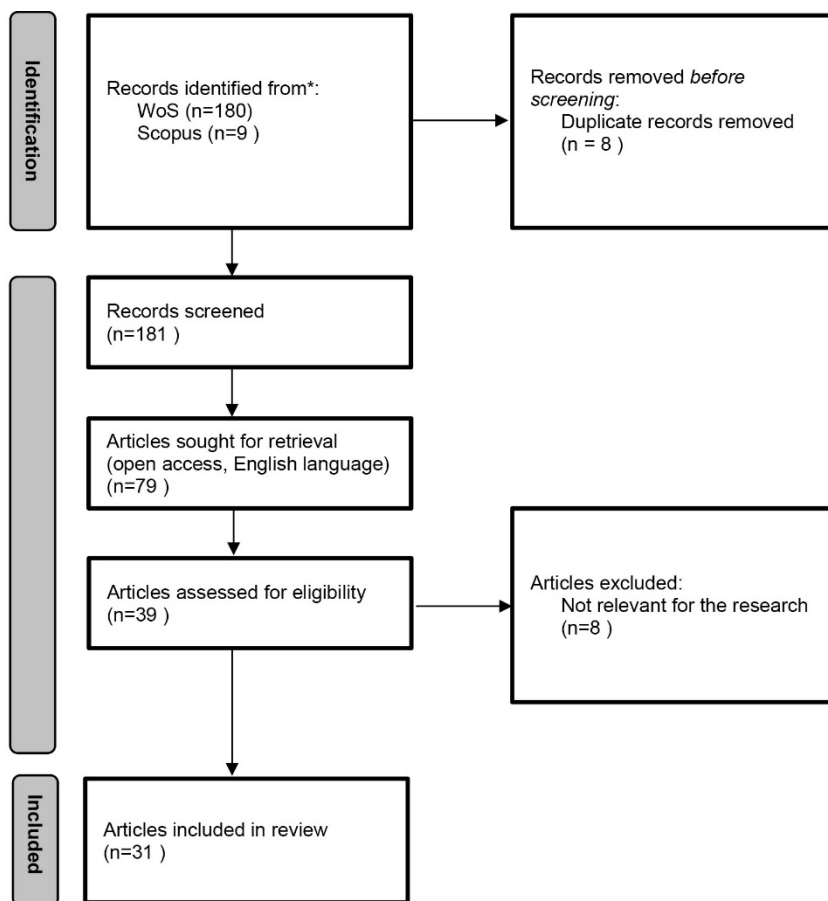 Identification
Records identified from*:
WoS (n=180)
Scopus (n=9 )
Records removed before
screening:
Duplicate records removed
(n = 8 )
Records screened
(n=181 )
Articles sought for retrieval
(open access, English language)
(n=79 )
Articles assessed for eligibility
(n=39 )
Articles excluded:
Not relevant for the research
(n=8 )
Included
Articles included in review
(n=31 )